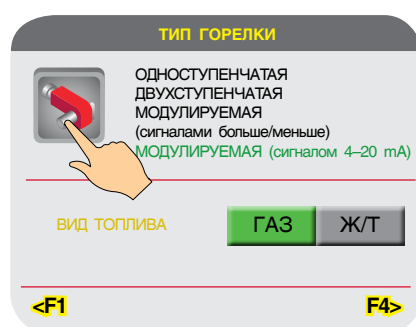 ТИП ГОРЕЛКИ
ОДНОСТУПЕНЧАТАЯ
ДВУХСТУПЕНЧАТАЯ
МОДУЛИРУЕМАЯ
(сигналами больше/меньше)
МОДУЛИРУЕМАЯ (сигналом 4–20 mA)
ВИД ТОПЛИВА ГАЗ Ж/Т
<F1 F4>